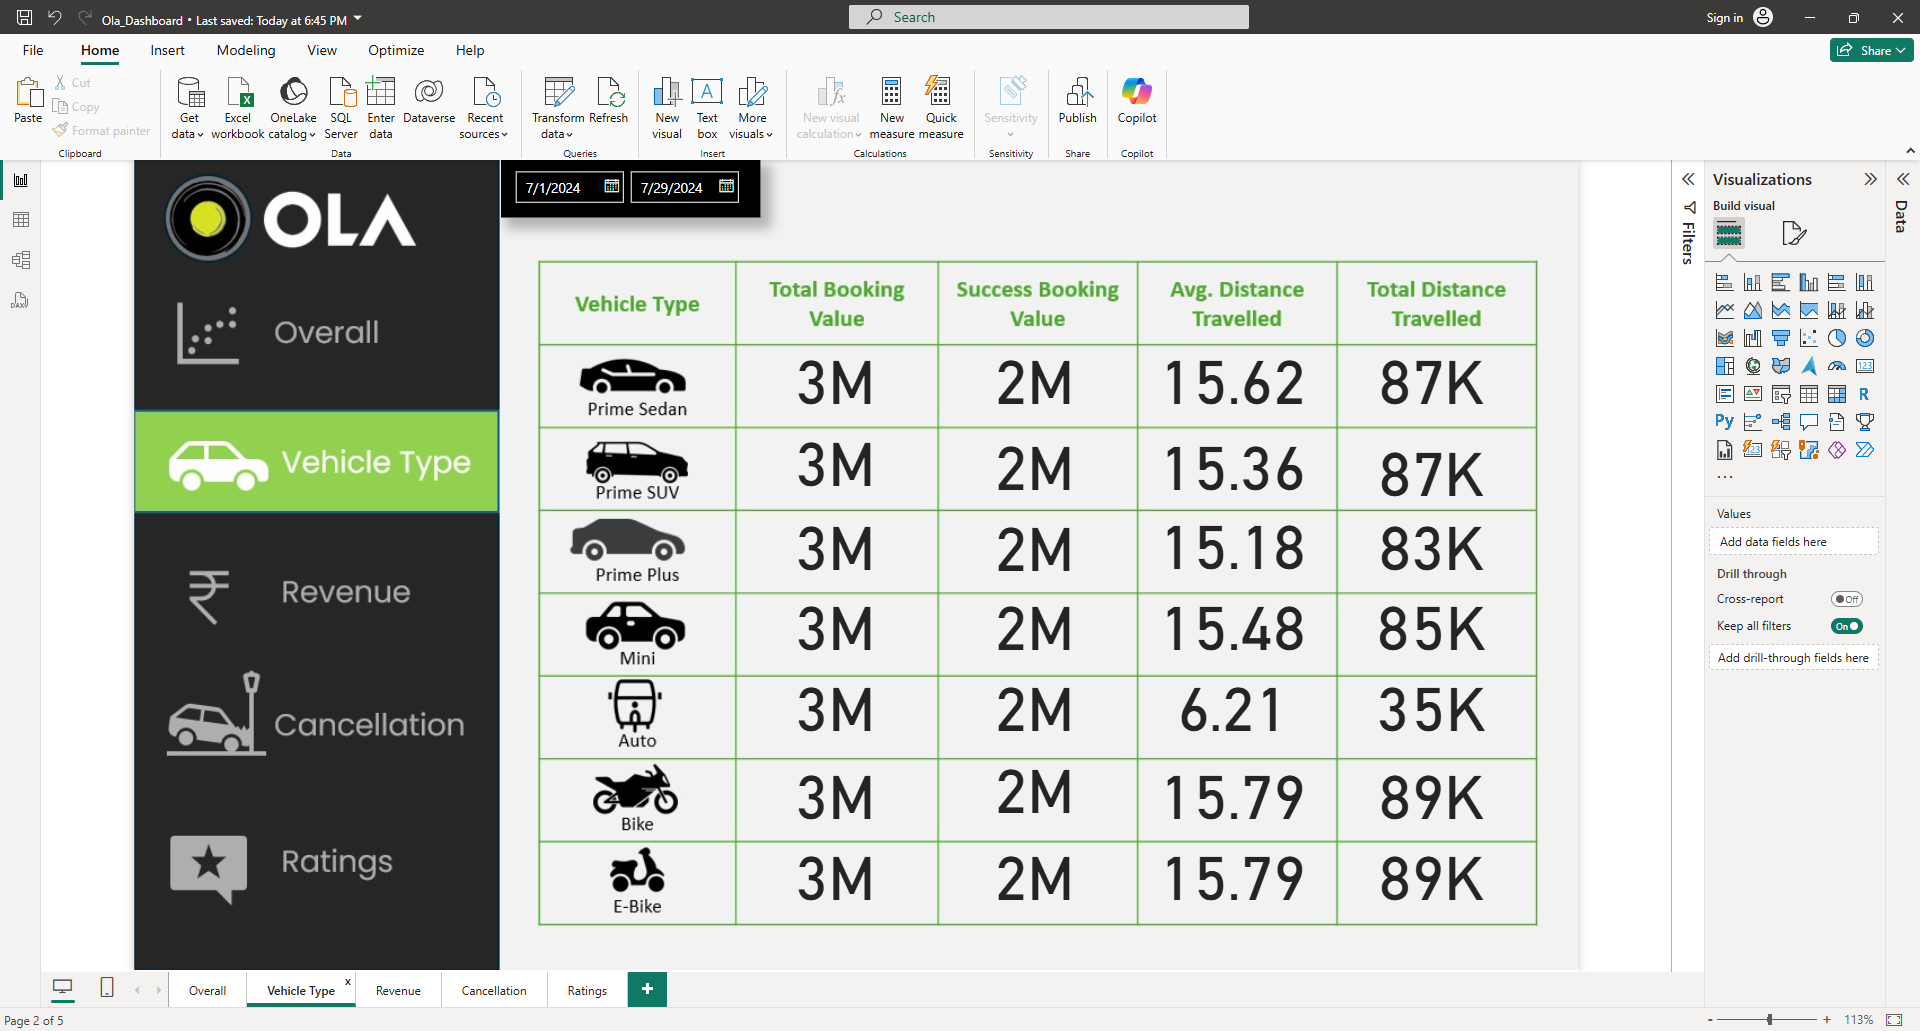 Ola_Dashboard • Last saved: Today at 6:45 PM
Search
Sign in
File Home Insert Modeling View Optimize Help
Share
Paste
Cut
Copy
Format painter
Clipboard
Get data
Excel workbook
OneLake catalog
SQL Server
Enter data
Dataverse
Recent sources
Data
Transform data
Refresh
Queries
New visual
Text box
More visuals
Insert
New visual calculation
New measure
Quick measure
Calculations
Sensitivity
Sensitivity
Publish
Share
Copilot
Copilot
OLA
Overall
Vehicle Type
Revenue
Cancellation
Ratings
7/1/2024 7/29/2024
Vehicle Type Total Booking Value Success Booking Value Avg. Distance Travelled Total Distance Travelled
Prime Sedan 3M 2M 15.62 87K
Prime SUV 3M 2M 15.36 87K
Prime Plus 3M 2M 15.18 83K
Mini 3M 2M 15.48 85K
Auto 3M 2M 6.21 35K
Bike 3M 2M 15.79 89K
E-Bike 3M 2M 15.79 89K
Filters
Visualizations
Build visual
123
R
Py
123
...
Values
Add data fields here
Drill through
Cross-report Off
Keep all filters On
Add drill-through fields here
Data
DAX
Overall Vehicle Type x Revenue Cancellation Ratings +
Page 2 of 5
- + 113%